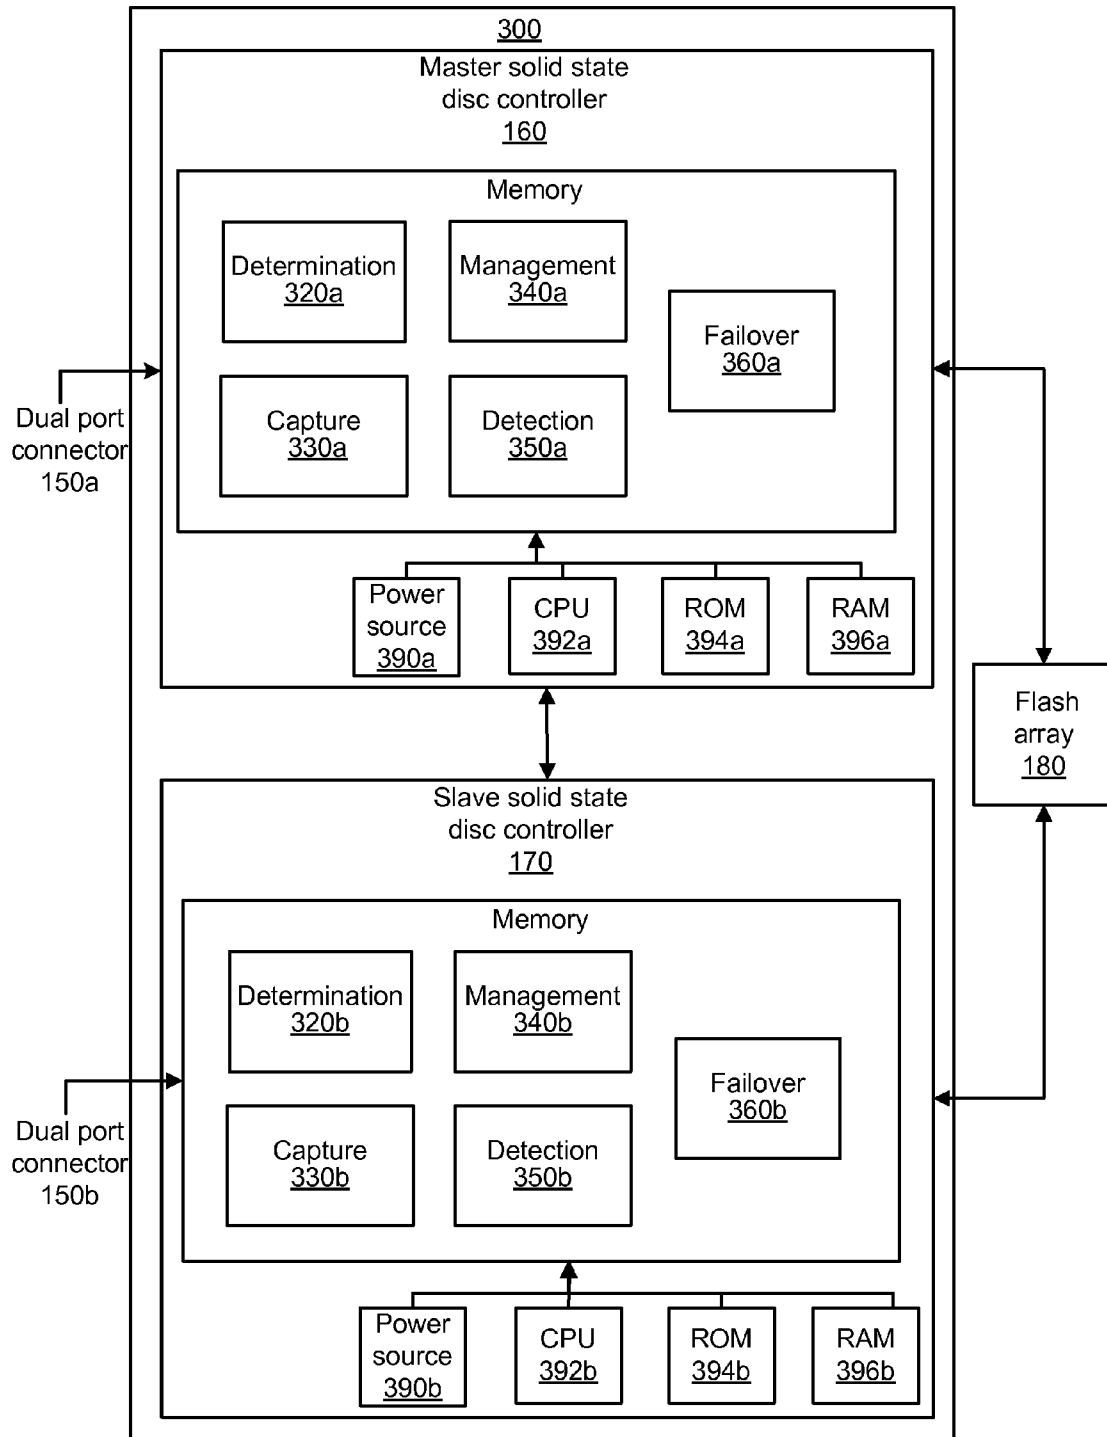 300
Master solid state
disc controller
160
Memory
Determination
320a
Management
340a
Failover
360a
Capture
330a
Detection
350a
Dual port
connector
150a
Power
source
390a
CPU
392a
ROM
394a
RAM
396a
Flash
array
180
Slave solid state
disc controller
170
Memory
Determination
320b
Management
340b
Failover
360b
Capture
330b
Detection
350b
Dual port
connector
150b
Power
source
390b
CPU
392b
ROM
394b
RAM
396b